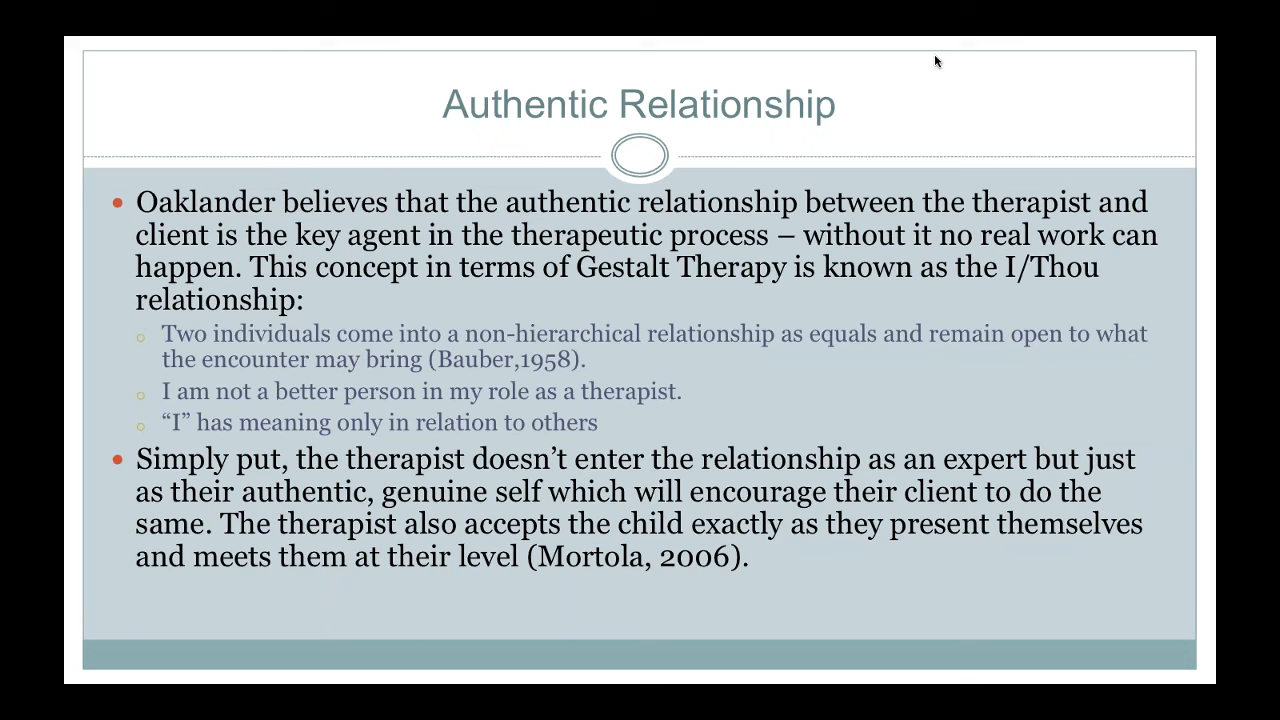 Authentic Relationship
• Oaklander believes that the authentic relationship between the therapist and
client is the key agent in the therapeutic process – without it no real work can
happen. This concept in terms of Gestalt Therapy is known as the I/Thou
relationship:
○ Two individuals come into a non-hierarchical relationship as equals and remain open to what
the encounter may bring (Bauber,1958).
○ I am not a better person in my role as a therapist.
○ “I” has meaning only in relation to others
• Simply put, the therapist doesn’t enter the relationship as an expert but just
as their authentic, genuine self which will encourage their client to do the
same. The therapist also accepts the child exactly as they present themselves
and meets them at their level (Mortola, 2006).